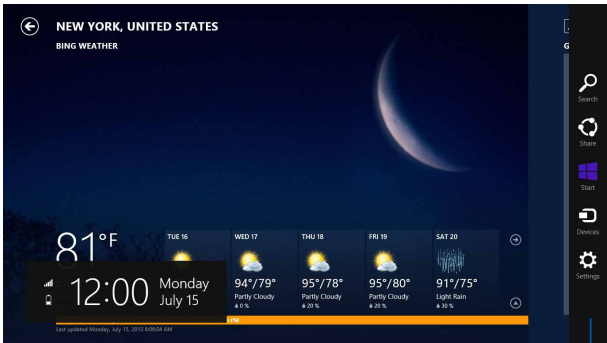 NEW YORK, UNITED STATES
BING WEATHER
G
Search
Share
Start
Devices
Settings
81°F
TUE 16
WED 17
94°/79°
Partly Cloudy
0 %
THU 18
95°/78°
Partly Cloudy
20 %
FRI 19
95°/80°
Partly Cloudy
20 %
SAT 20
91°/75°
Light Rain
30 %
12:00
Monday
July 15
PM
Last updated Monday, July 15, 2013 6:06:04 AM